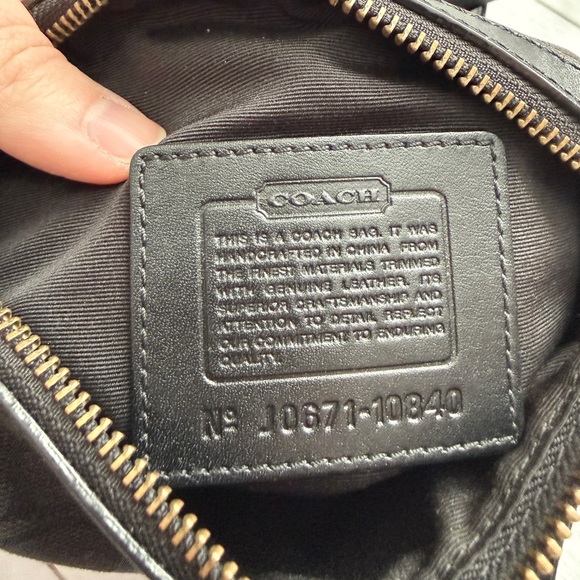 COACH
THIS IS A COACH BAG. IT WAS
HANDCRAFTED IN CHINA FROM
THE FINEST MATERIALS TRIMMED
WITH GENUINE LEATHER. ITS
SUPERIOR CRAFTSMANSHIP AND
ATTENTION TO DETAIL REFLECT
OUR COMMITMENT TO ENDURING
QUALITY.
Nº J0671-10840